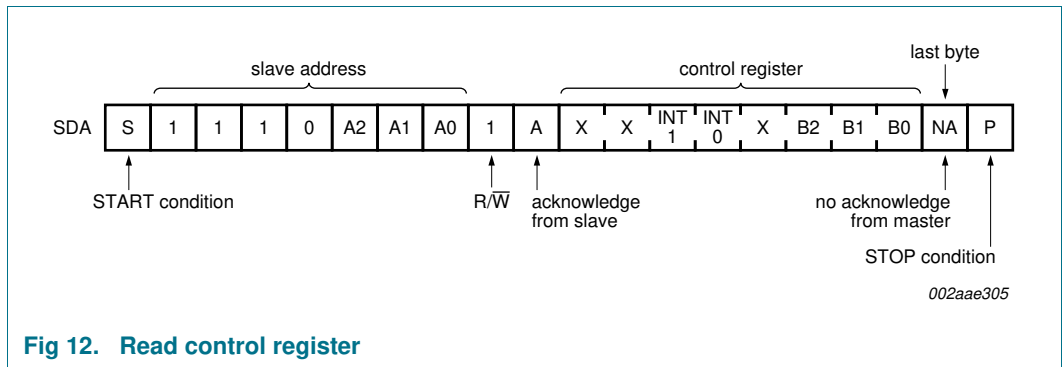 last byte
slave address control register
SDA S 1 1 1 0 A2 A1 A0 1 A X X INT 1 INT 0 X B2 B1 B0 NA P
START condition R/W̅ acknowledge from slave no acknowledge from master
STOP condition
002aae305
Fig 12. Read control register